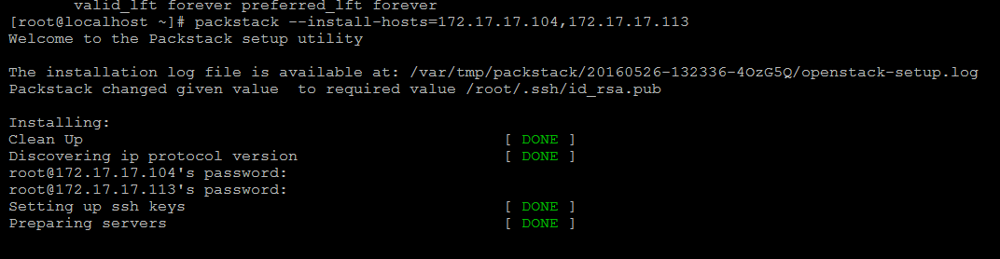 valid_lft forever preferred_lft forever
[root@localhost ~]# packstack --install-hosts=172.17.17.104,172.17.17.113
Welcome to the Packstack setup utility
The installation log file is available at: /var/tmp/packstack/20160526-132336-4OzG5Q/openstack-setup.log
Packstack changed given value  to required value /root/.ssh/id_rsa.pub
Installing:
Clean Up [ DONE ]
Discovering ip protocol version [ DONE ]
root@172.17.17.104's password:
root@172.17.17.113's password:
Setting up ssh keys [ DONE ]
Preparing servers [ DONE ]